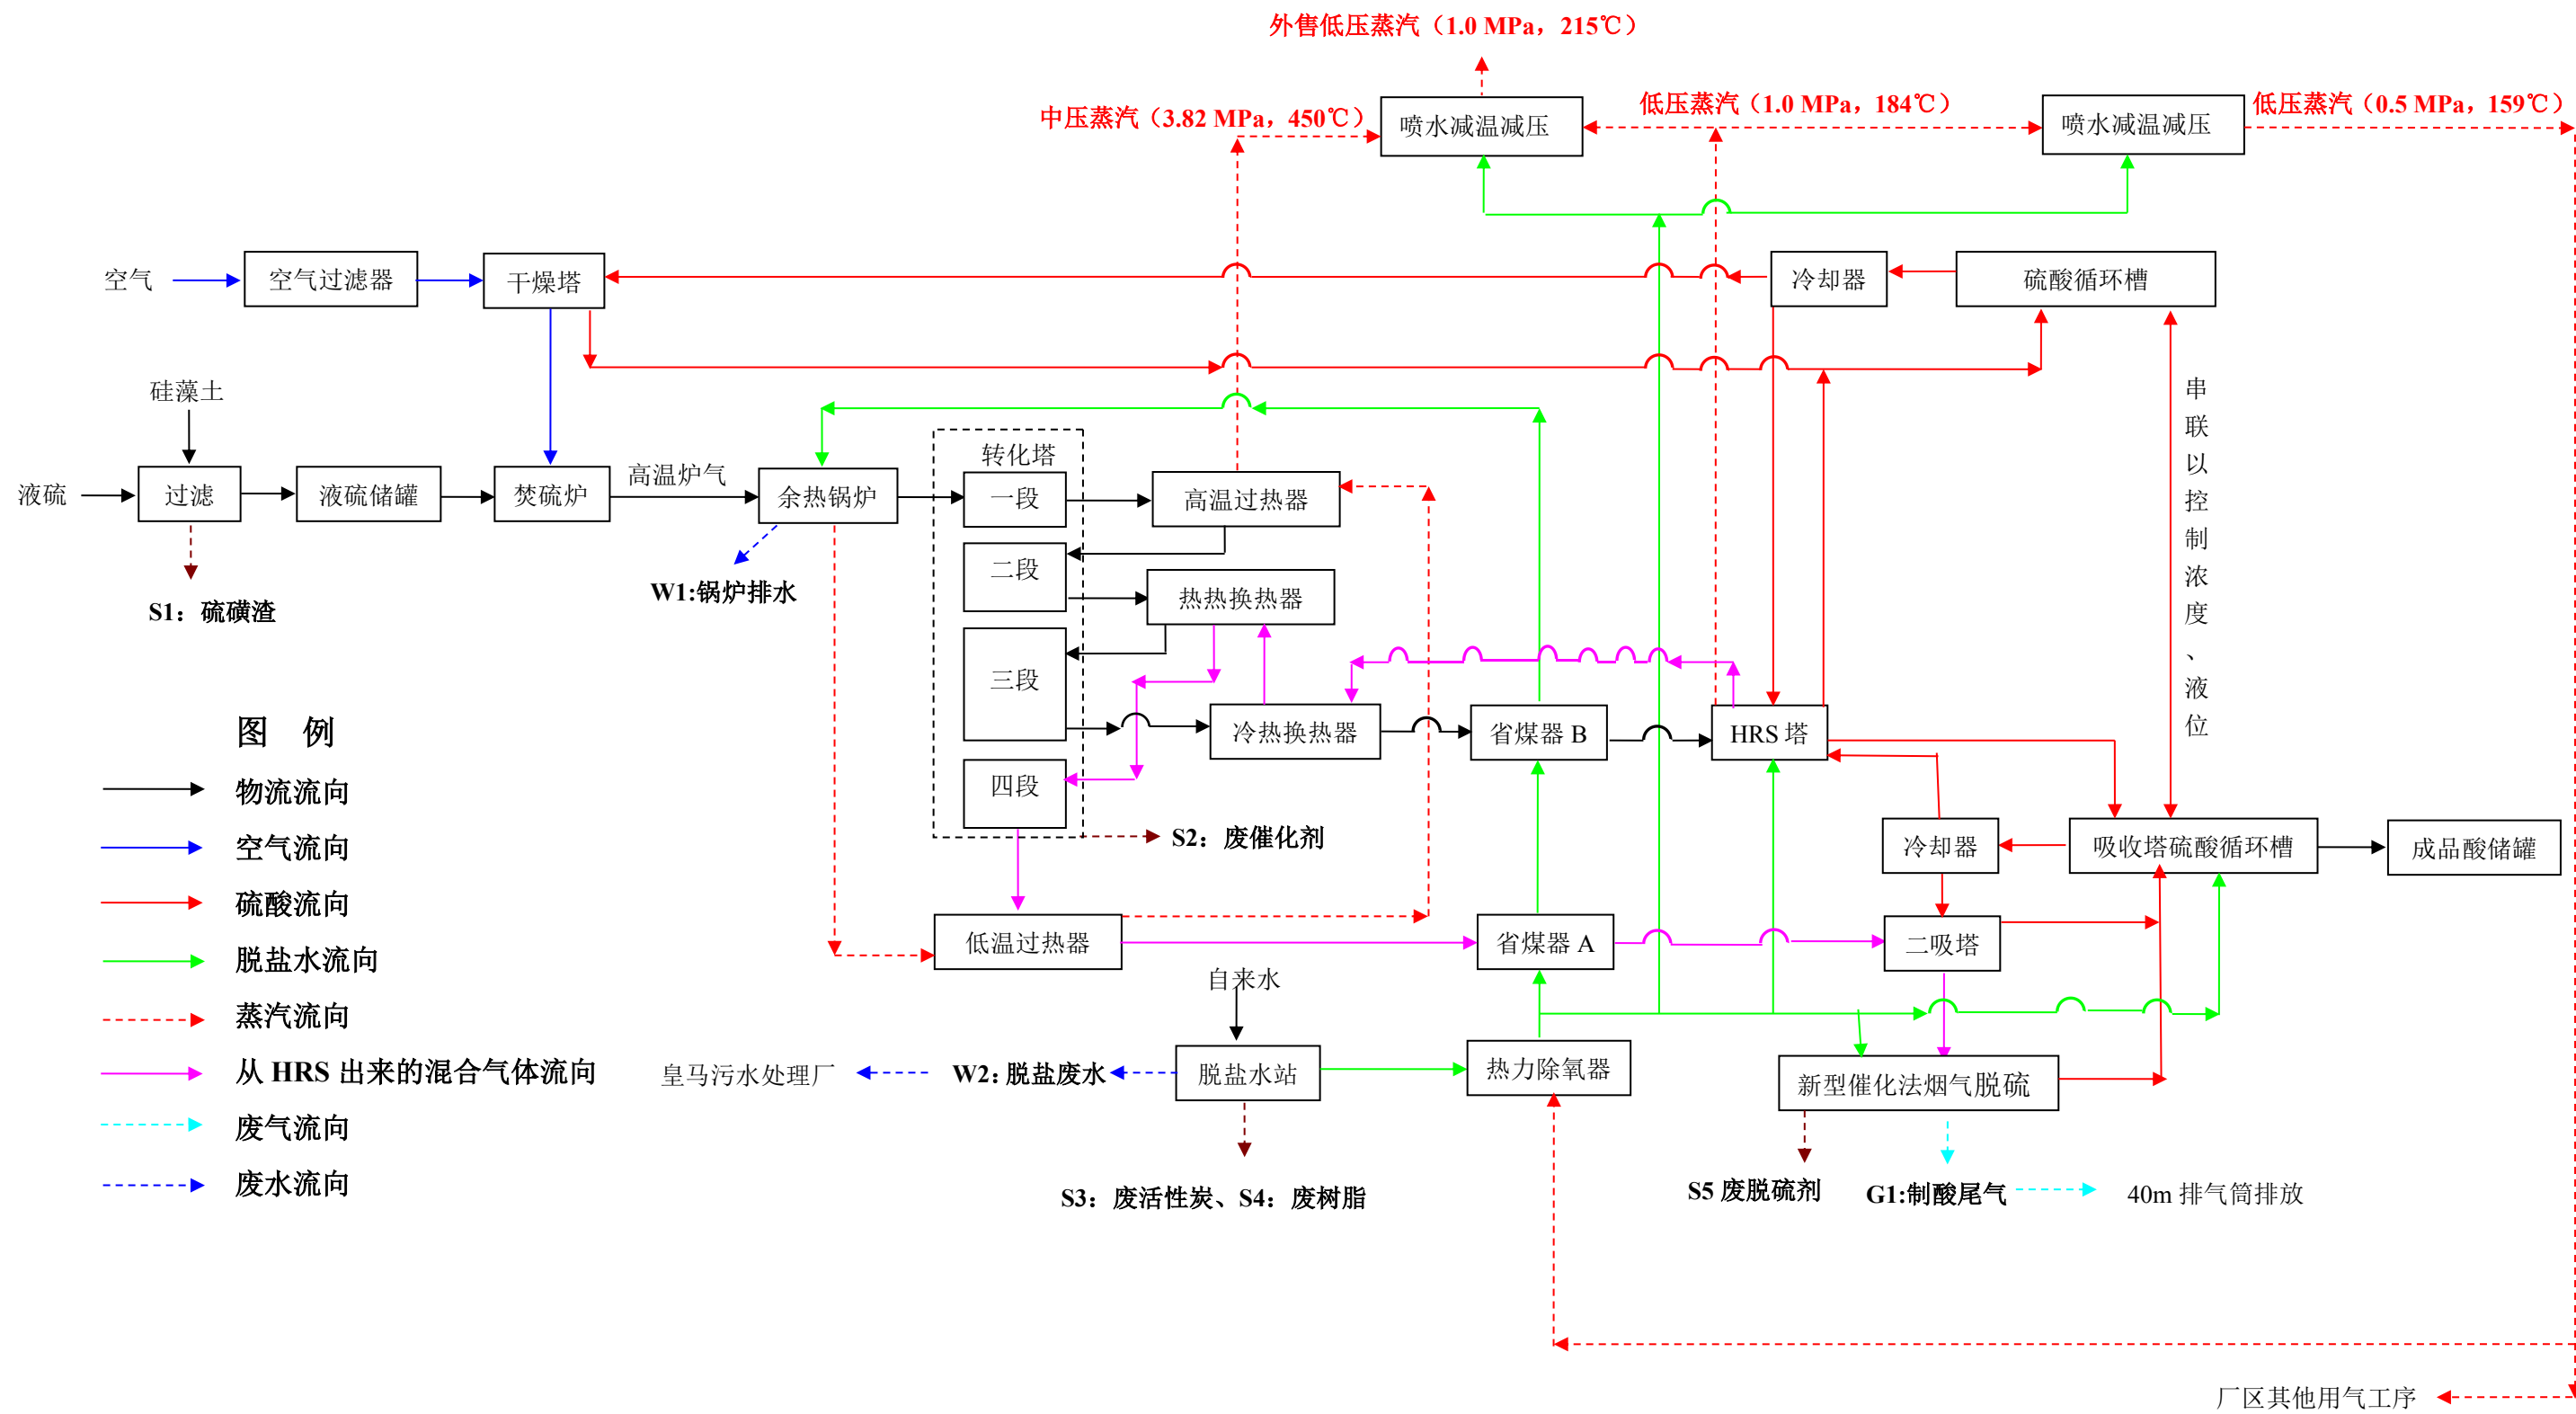 外售低压蒸汽（1.0 MPa，215℃）
中压蒸汽（3.82 MPa，450℃）
喷水减温减压
低压蒸汽（1.0 MPa，184℃）
喷水减温减压
低压蒸汽（0.5 MPa，159℃）
空气
空气过滤器
干燥塔
冷却器
硫酸循环槽
硅藻土
串联以控制浓度、液位
液硫
过滤
液硫储罐
焚硫炉
高温炉气
余热锅炉
转化塔
一段
高温过热器
二段
热热换热器
W1:锅炉排水
S1：硫磺渣
三段
冷热换热器
省煤器 B
HRS 塔
四段
S2：废催化剂
冷却器
吸收塔硫酸循环槽
成品酸储罐
低温过热器
省煤器 A
二吸塔
自来水
皇马污水处理厂
W2：脱盐废水
脱盐水站
热力除氧器
新型催化法烟气脱硫
S3：废活性炭、S4：废树脂
S5 废脱硫剂
G1:制酸尾气
40m 排气筒排放
厂区其他用气工序
图 例
物流流向
空气流向
硫酸流向
脱盐水流向
蒸汽流向
从 HRS 出来的混合气体流向
废气流向
废水流向